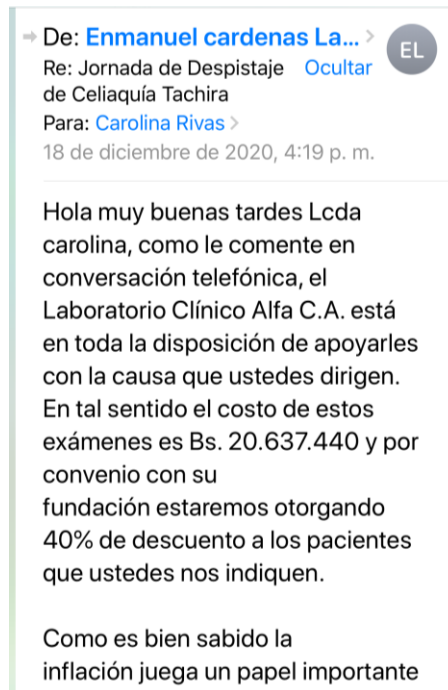 De: Enmanuel cardenas La...
EL
Re: Jornada de Despistaje Ocultar
de Celiaquía Tachira
Para: Carolina Rivas
18 de diciembre de 2020, 4:19 p. m.
Hola muy buenas tardes Lcda
carolina, como le comente en
conversación telefónica, el
Laboratorio Clínico Alfa C.A. está
en toda la disposición de apoyarles
con la causa que ustedes dirigen.
En tal sentido el costo de estos
exámenes es Bs. 20.637.440 y por
convenio con su
fundación estaremos otorgando
40% de descuento a los pacientes
que ustedes nos indiquen.
Como es bien sabido la
inflación juega un papel importante